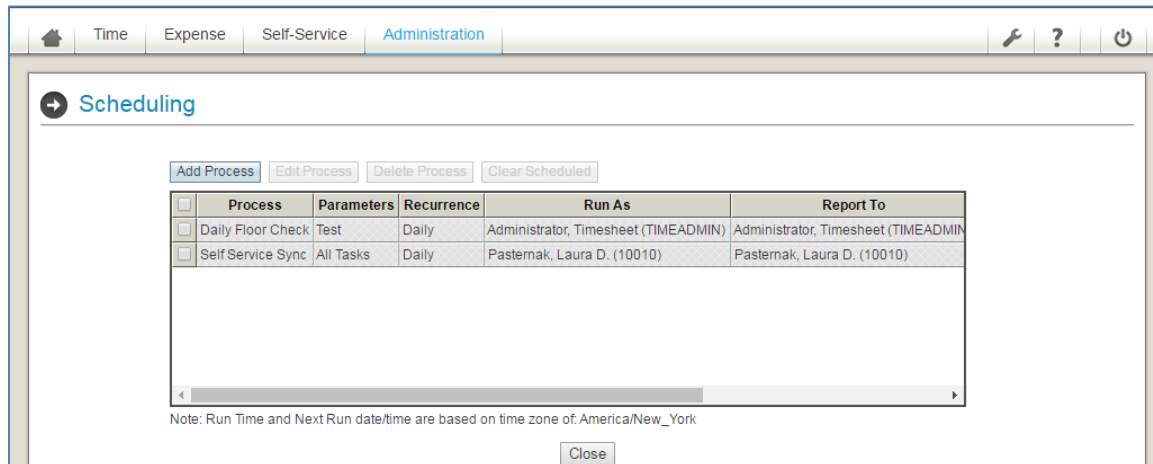 Time Expense Self-Service Administration ?
Scheduling
Add Process Edit Process Delete Process Clear Scheduled
Process Parameters Recurrence Run As Report To
Daily Floor Check Test Daily Administrator, Timesheet (TIMEADMIN) Administrator, Timesheet (TIMEADMIN
Self Service Sync All Tasks Daily Pasternak, Laura D. (10010) Pasternak, Laura D. (10010)
Note: Run Time and Next Run date/time are based on time zone of: America/New_York
Close